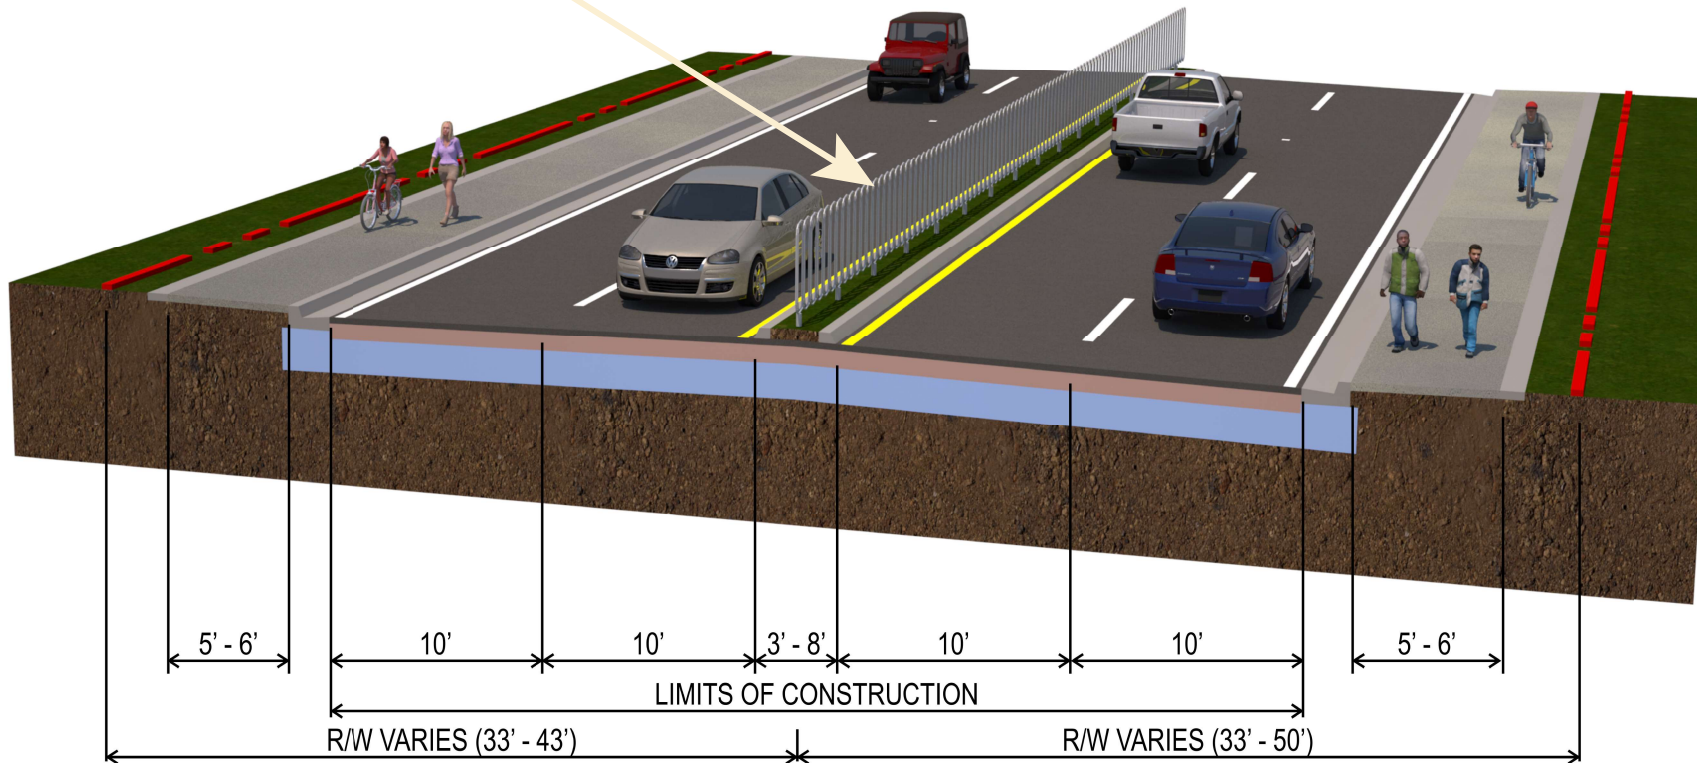 5’ - 6’
10’
10’
3’ - 8’
10’
10’
5’ - 6’
LIMITS OF CONSTRUCTION
R/W VARIES (33’ - 43’)
R/W VARIES (33’ - 50’)